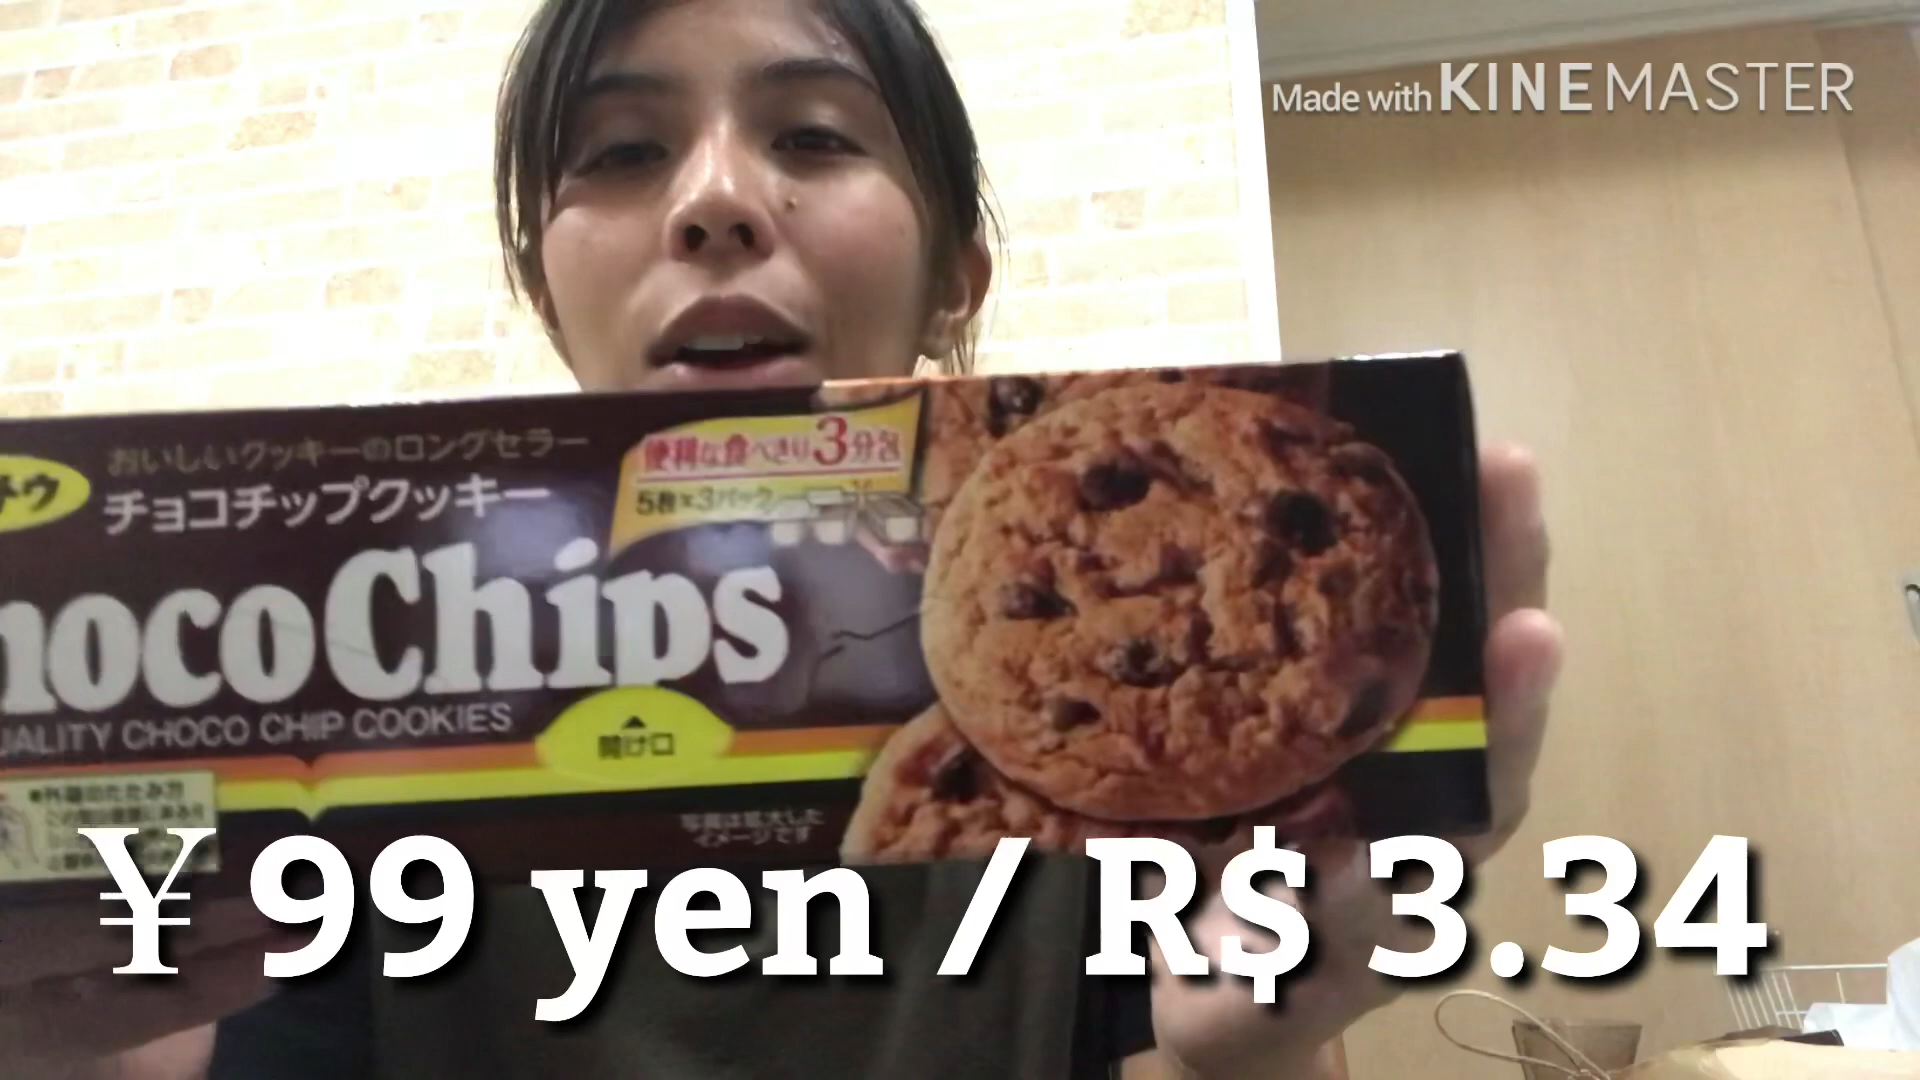 Made with KINEMASTER
おいしいクッキーのロングセラー
チョコチップクッキー
便利な食べきり3分包
5枚×3パック
hocoChips
UALITY CHOCO CHIP COOKIES
開け口
写真は拡大した
イメージです
¥ 99 yen / R$ 3.34